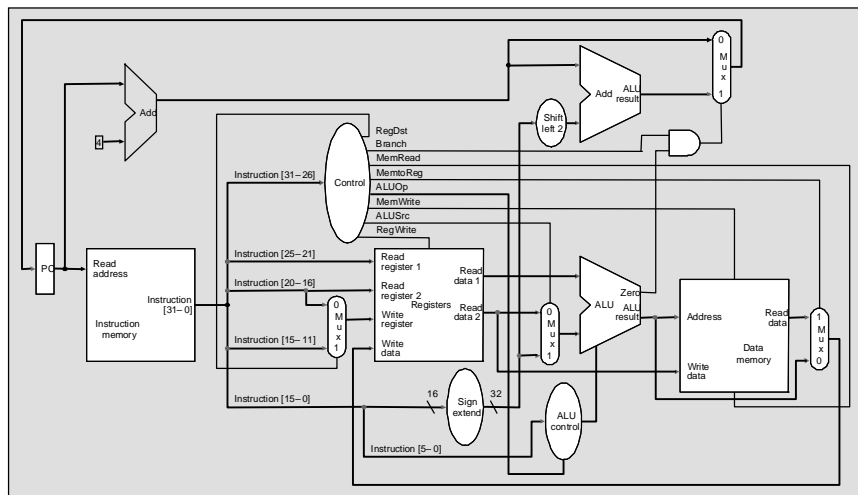 0
M
u
x
1
Add
ALU
result
Add
4
Shift
left 2
RegDst
Branch
MemRead
MemtoReg
ALUOp
MemWrite
ALUSrc
RegWrite
Control
Instruction [31–26]
Instruction [25–21]
Instruction [20–16]
Instruction [15–11]
Instruction [15–0]
Instruction [5–0]
PC
Read
address
Instruction
[31–0]
Instruction
memory
0
M
u
x
1
Read
register 1
Read
register 2
Write
register
Write
data
Registers
Read
data 1
Read
data 2
0
M
u
x
1
Zero
ALU
ALU
result
Address
Read
data
Write
data
Data
memory
1
M
u
x
0
16
Sign
extend
32
ALU
control